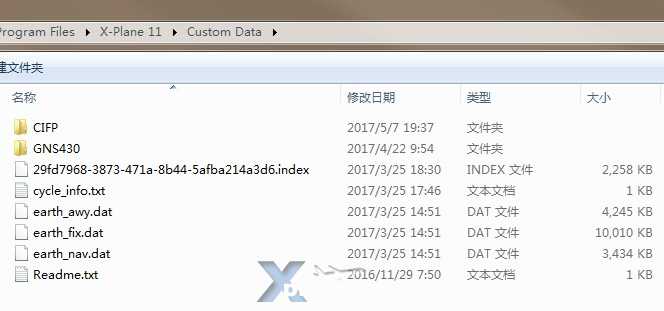 Program Files ▸ X-Plane 11 ▸ Custom Data ▸
建文件夹
名称 修改日期 类型 大小
CIFP 2017/5/7 19:37 文件夹
GNS430 2017/4/22 9:54 文件夹
29fd7968-3873-471a-8b44-5afba214a3d6.index 2017/3/25 18:30 INDEX 文件 2,258 KB
cycle_info.txt 2017/3/25 17:46 文本文档 1 KB
earth_awy.dat 2017/3/25 14:51 DAT 文件 4,245 KB
earth_fix.dat 2017/3/25 14:51 DAT 文件 10,010 KB
earth_nav.dat 2017/3/25 14:51 DAT 文件 3,434 KB
Readme.txt 2016/11/29 7:50 文本文档 1 KB
X